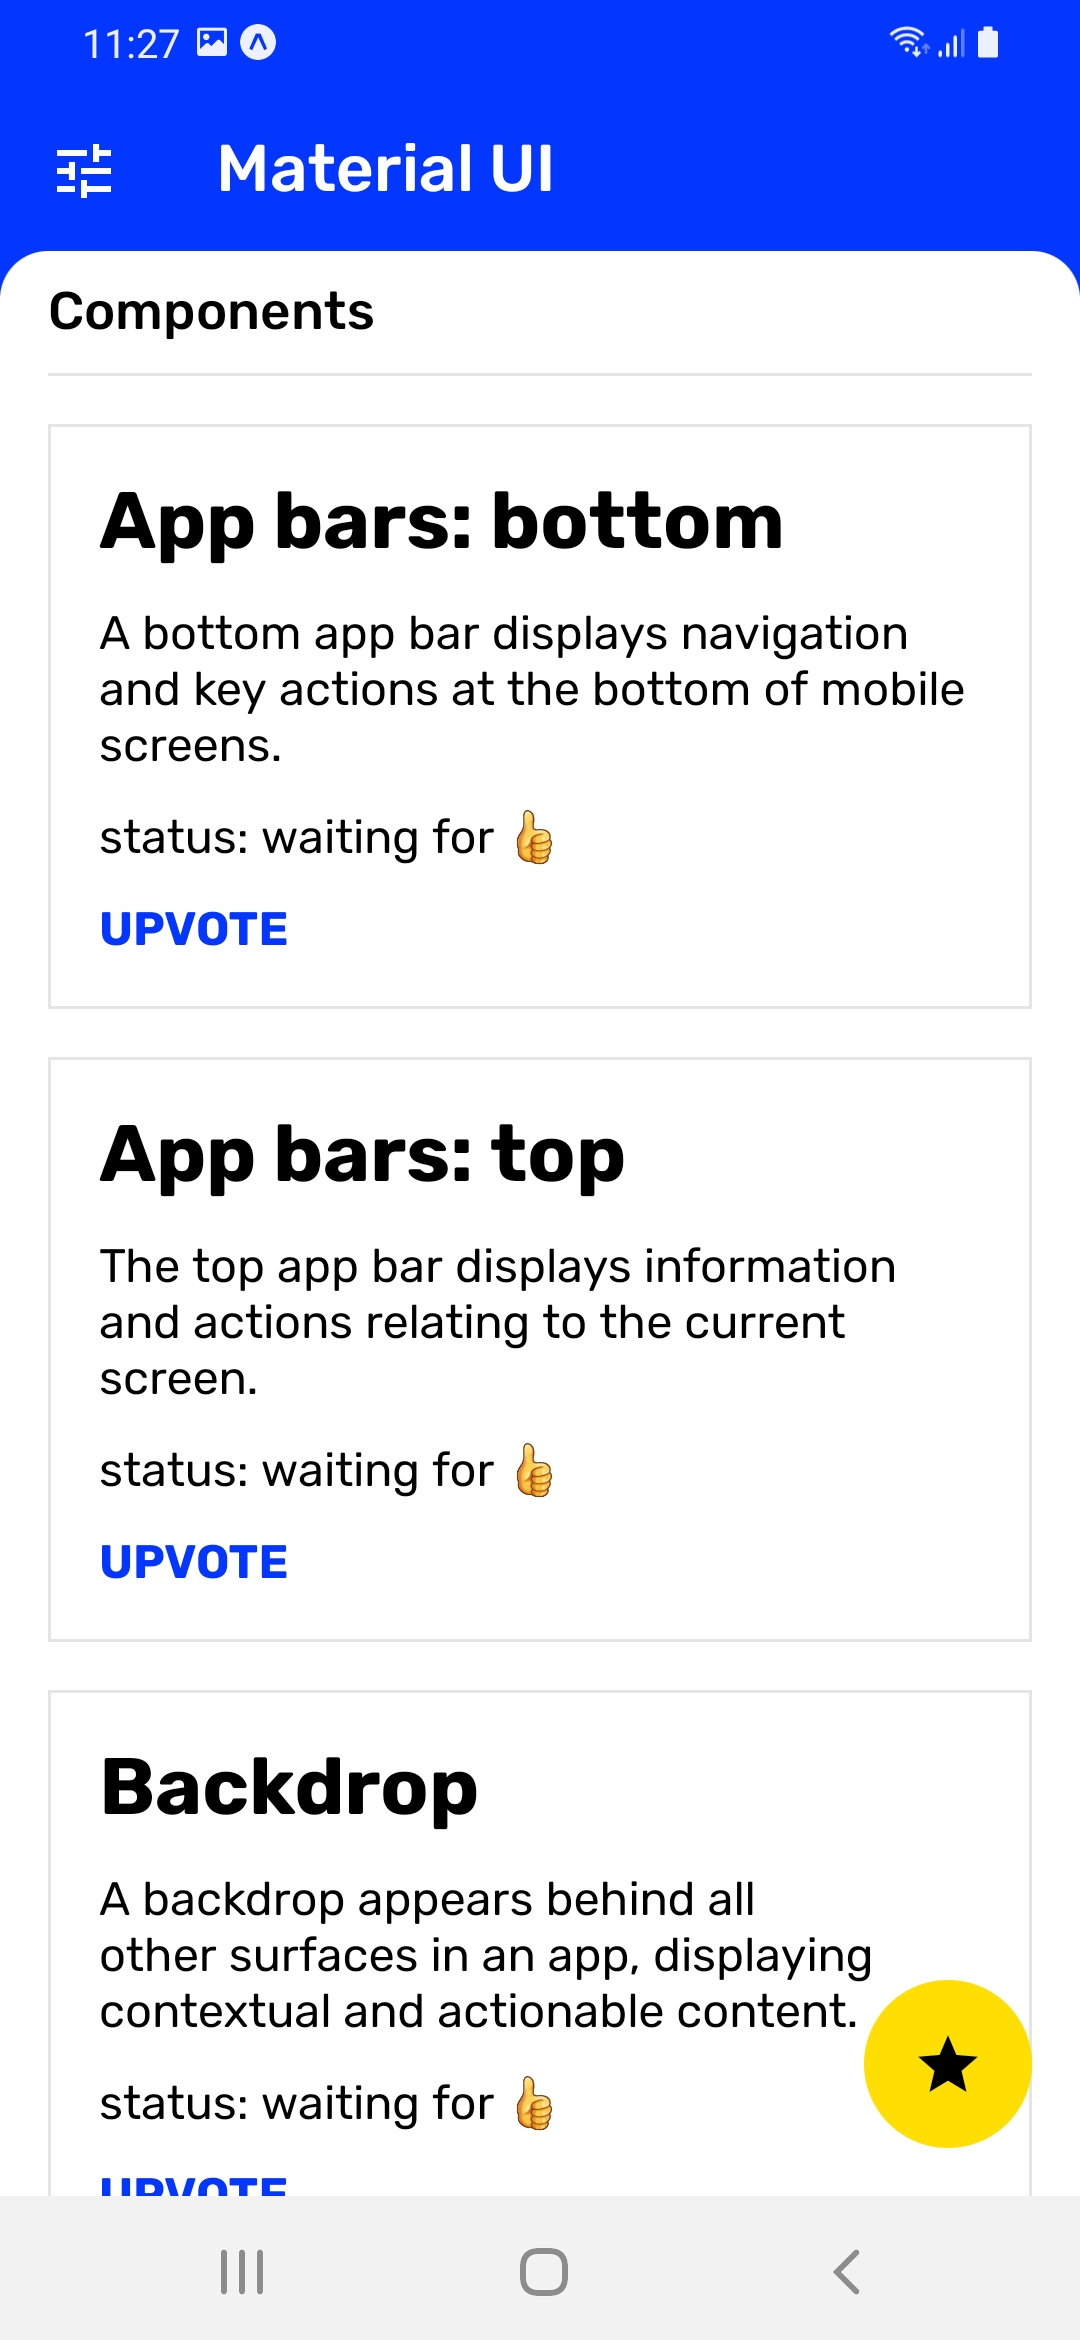 11:27
Material UI
Components
App bars: bottom
A bottom app bar displays navigation
and key actions at the bottom of mobile
screens.
status: waiting for 👍
UPVOTE
App bars: top
The top app bar displays information
and actions relating to the current
screen.
status: waiting for 👍
UPVOTE
Backdrop
A backdrop appears behind all
other surfaces in an app, displaying
contextual and actionable content.
status: waiting for 👍
UPVOTE